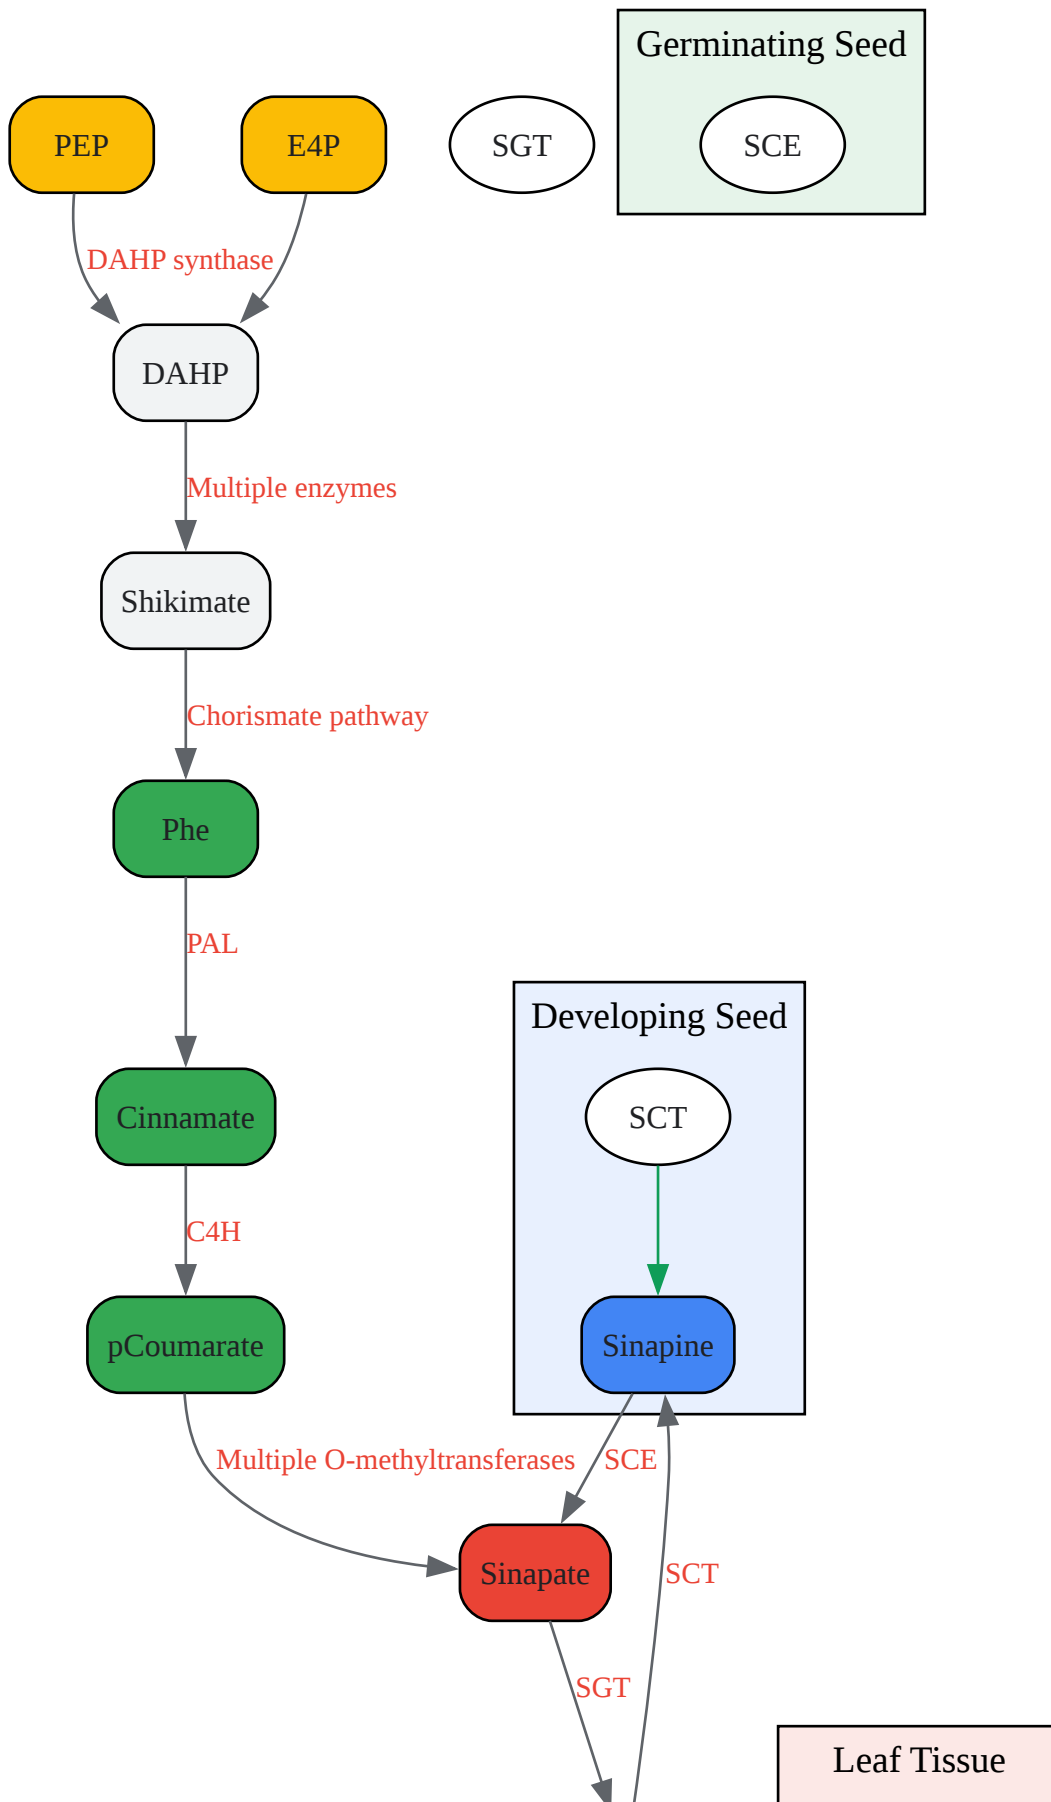 Germinating Seed
PEP
E4P
SGT
SCE
DAHP synthase
DAHP
Multiple enzymes
Shikimate
Chorismate pathway
Phe
PAL
Developing Seed
Cinnamate
SCT
C4H
pCoumarate
Sinapine
Multiple O-methyltransferases
SCE
Sinapate
SCT
SGT
Leaf Tissue